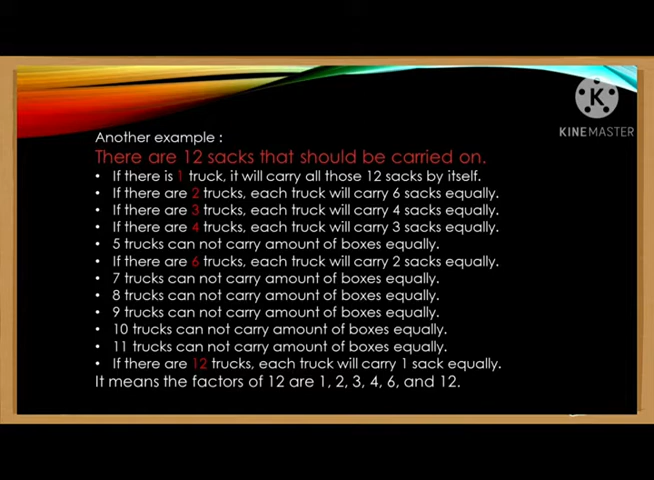 K
KINEMASTER
Another example :
There are 12 sacks that should be carried on.
• If there is 1 truck, it will carry all those 12 sacks by itself.
• If there are 2 trucks, each truck will carry 6 sacks equally.
• If there are 3 trucks, each truck will carry 4 sacks equally.
• If there are 4 trucks, each truck will carry 3 sacks equally.
• 5 trucks can not carry amount of boxes equally.
• If there are 6 trucks, each truck will carry 2 sacks equally.
• 7 trucks can not carry amount of boxes equally.
• 8 trucks can not carry amount of boxes equally.
• 9 trucks can not carry amount of boxes equally.
• 10 trucks can not carry amount of boxes equally.
• 11 trucks can not carry amount of boxes equally.
• If there are 12 trucks, each truck will carry 1 sack equally.
It means the factors of 12 are 1, 2, 3, 4, 6, and 12.